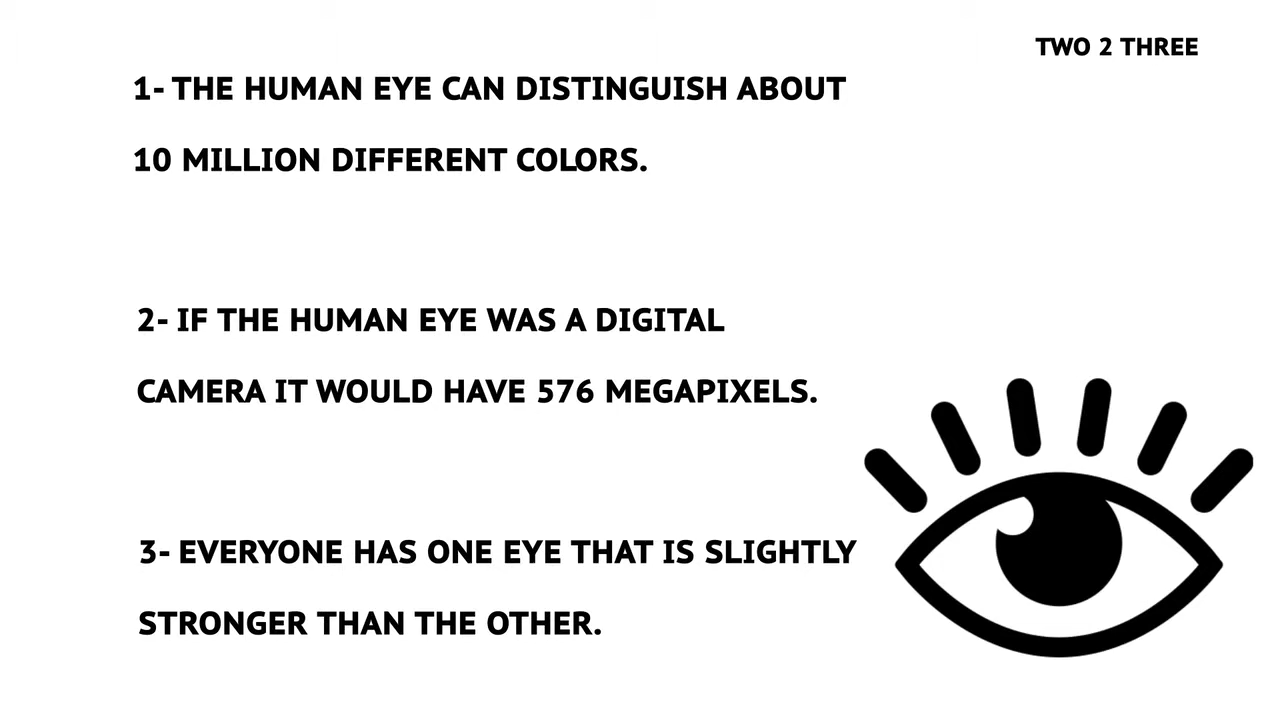 TWO 2 THREE
1- THE HUMAN EYE CAN DISTINGUISH ABOUT
10 MILLION DIFFERENT COLORS.
2- IF THE HUMAN EYE WAS A DIGITAL
CAMERA IT WOULD HAVE 576 MEGAPIXELS.
3- EVERYONE HAS ONE EYE THAT IS SLIGHTLY
STRONGER THAN THE OTHER.